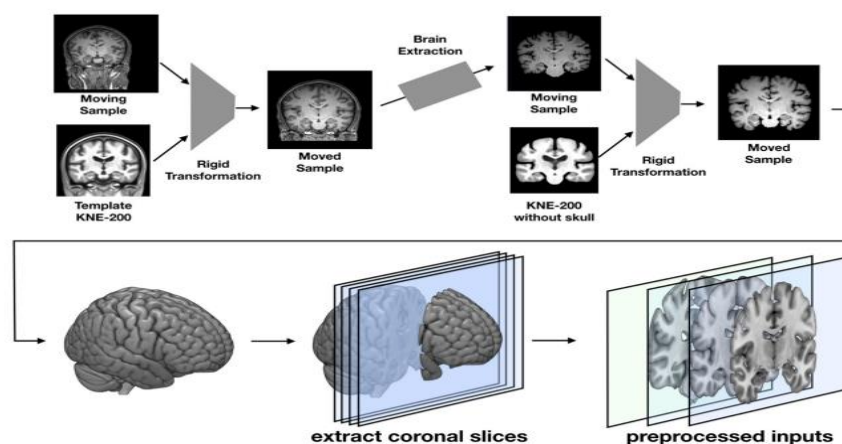 Brain
Extraction
Moving
Sample
Rigid
Transformation
Moved
Sample
Template
KNE-200
Moving
Sample
KNE-200
without skull
Rigid
Transformation
Moved
Sample
extract coronal slices
preprocessed inputs